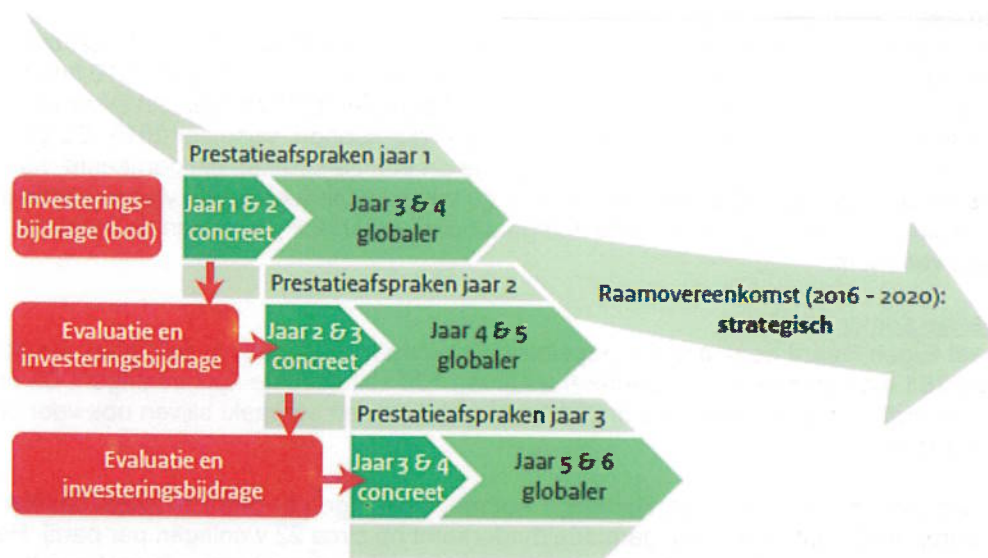 Prestatieafspraken jaar 1
Investerings-
bijdrage (bod)
Jaar 1 & 2
concreet
Jaar 3 & 4
globaler
Prestatieafspraken jaar 2
Raamovereenkomst (2016 - 2020):
strategisch
Evaluatie en
investeringsbijdrage
Jaar 2 & 3
concreet
Jaar 4 & 5
globaler
Prestatieafspraken jaar 3
Evaluatie en
investeringsbijdrage
Jaar 3 & 4
concreet
Jaar 5 & 6
globaler